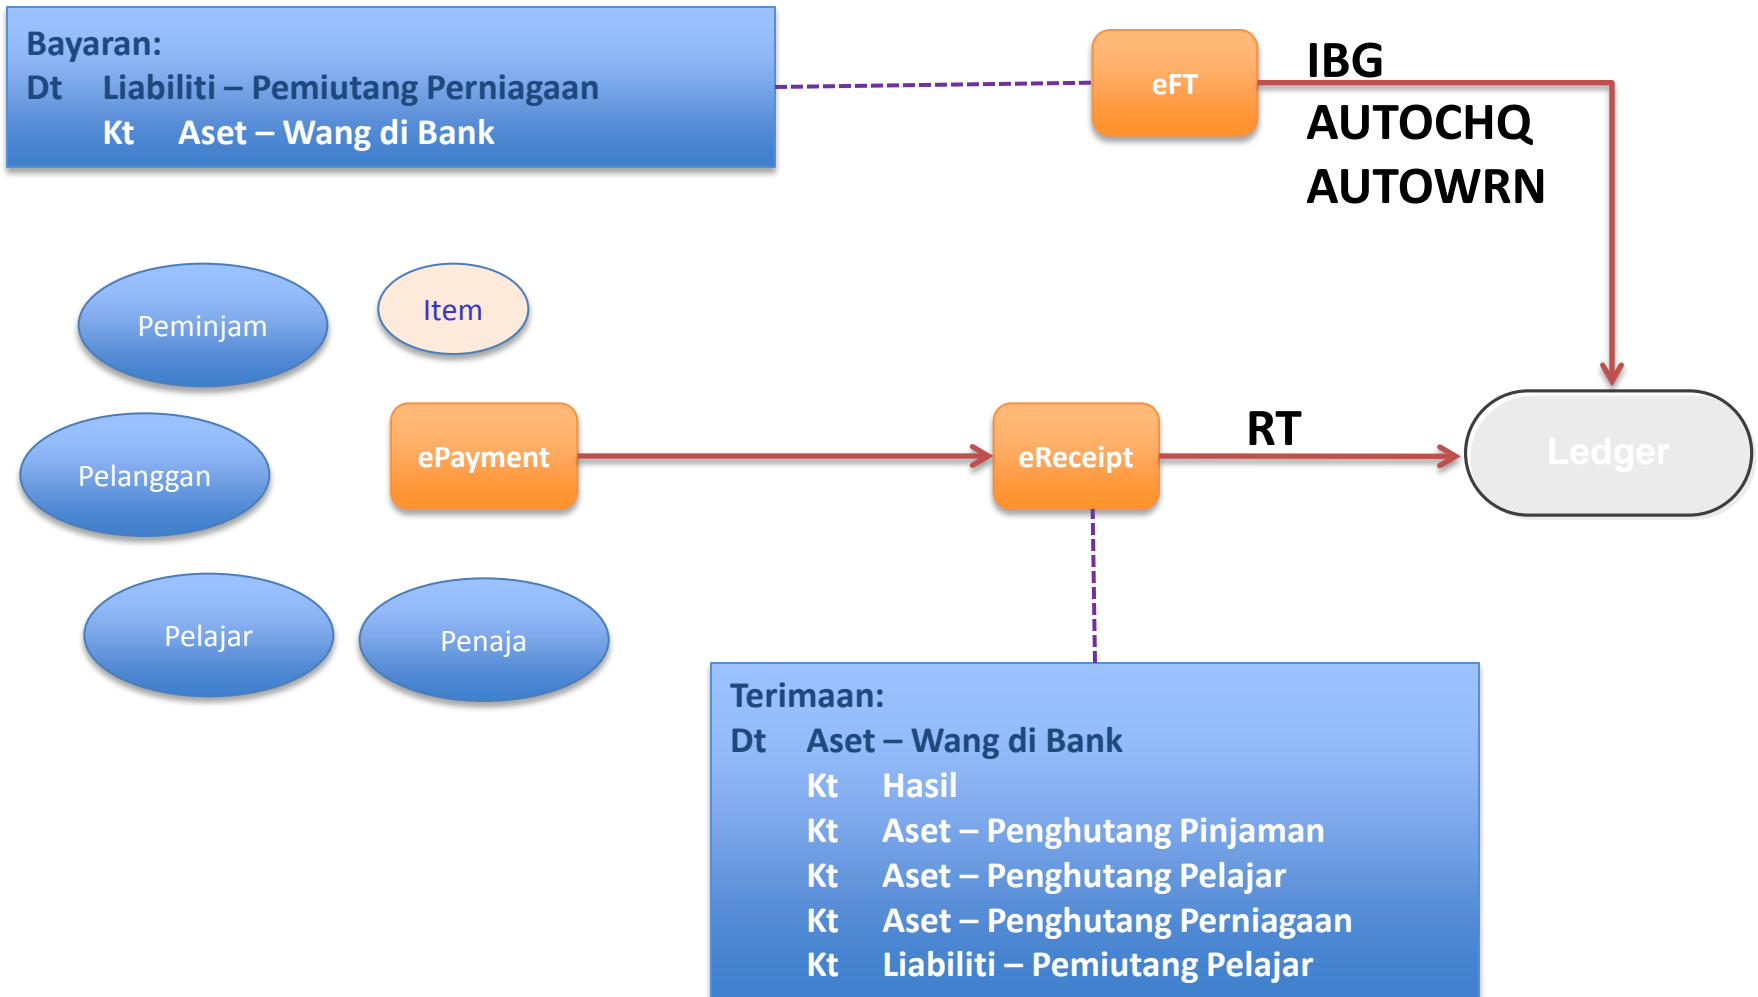 Bayaran:
Dt Liabiliti – Pemiutang Perniagaan
Kt Aset – Wang di Bank
eFT
IBG
AUTOCHQ
AUTOWRN
Peminjam
Item
Pelanggan
ePayment
eReceipt
RT
Ledger
Pelajar
Penaja
Terimaan:
Dt Aset – Wang di Bank
Kt Hasil
Kt Aset – Penghutang Pinjaman
Kt Aset – Penghutang Pelajar
Kt Aset – Penghutang Perniagaan
Kt Liabiliti – Pemiutang Pelajar